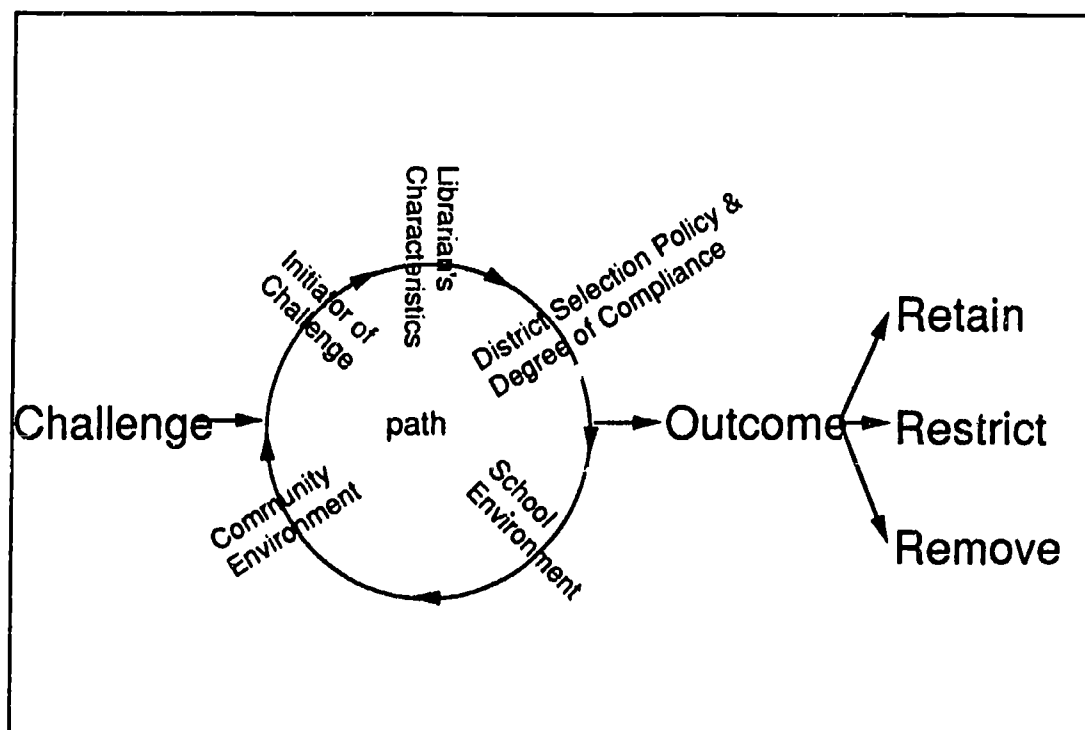 Challenge
path
Initiator of
Challenge
Librarian's
Characteristics
District Selection Policy &
Degree of Compliance
School
Environment
Community
Environment
Outcome
Retain
Restrict
Remove